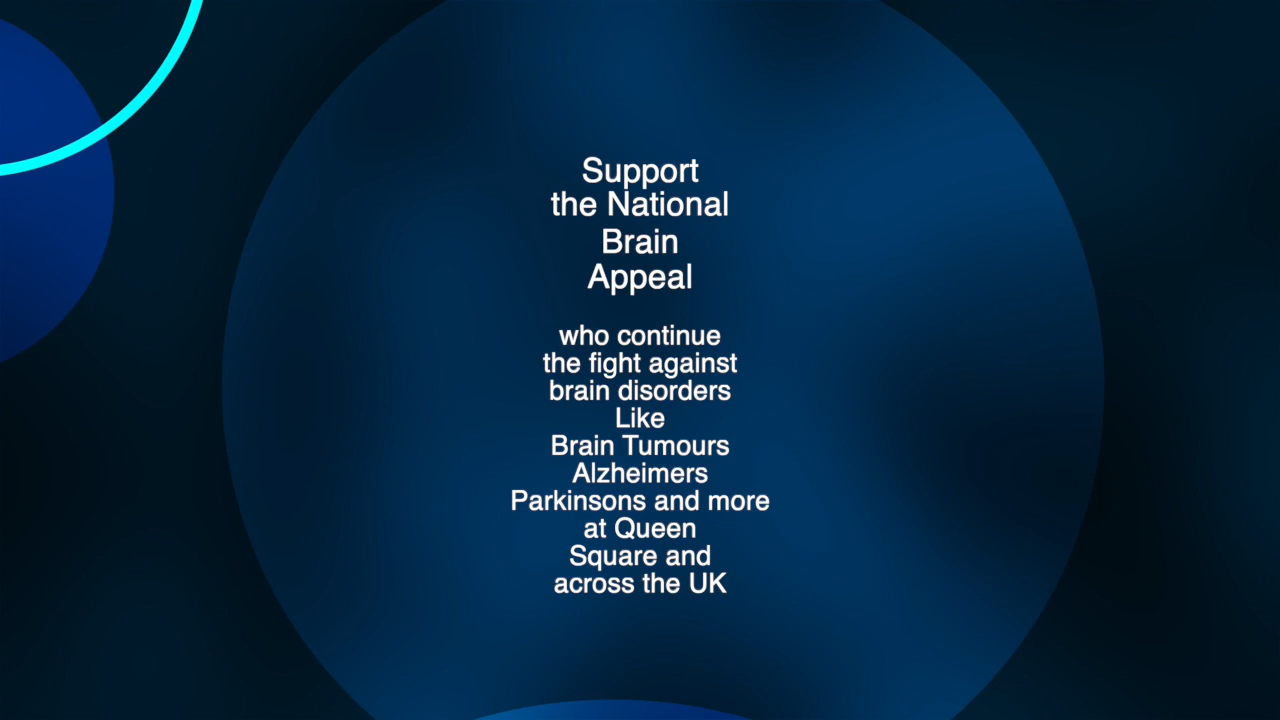 Support
the National
Brain
Appeal
who continue
the fight against
brain disorders
Like
Brain Tumours
Alzheimers
Parkinsons and more
at Queen
Square and
across the UK